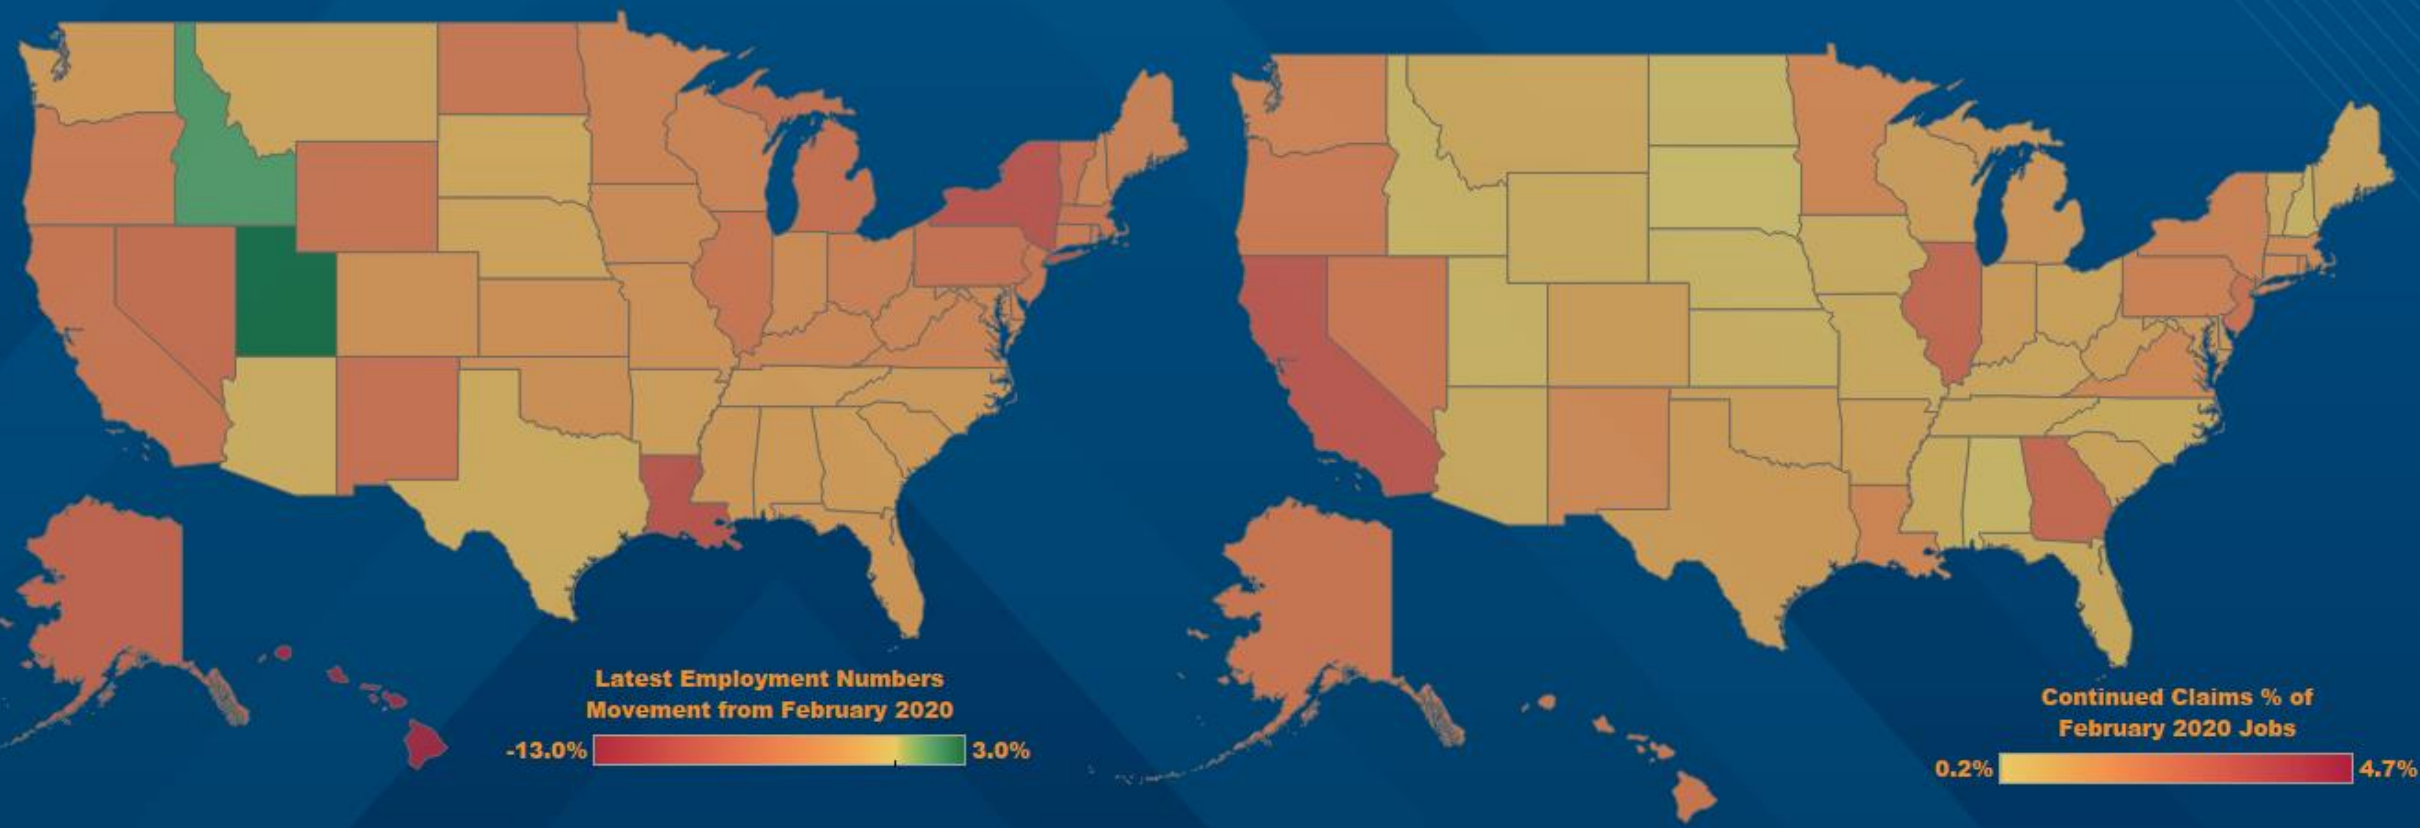 Latest Employment Numbers
Movement from February 2020
-13.0% 3.0%
Continued Claims % of
February 2020 Jobs
0.2% 4.7%